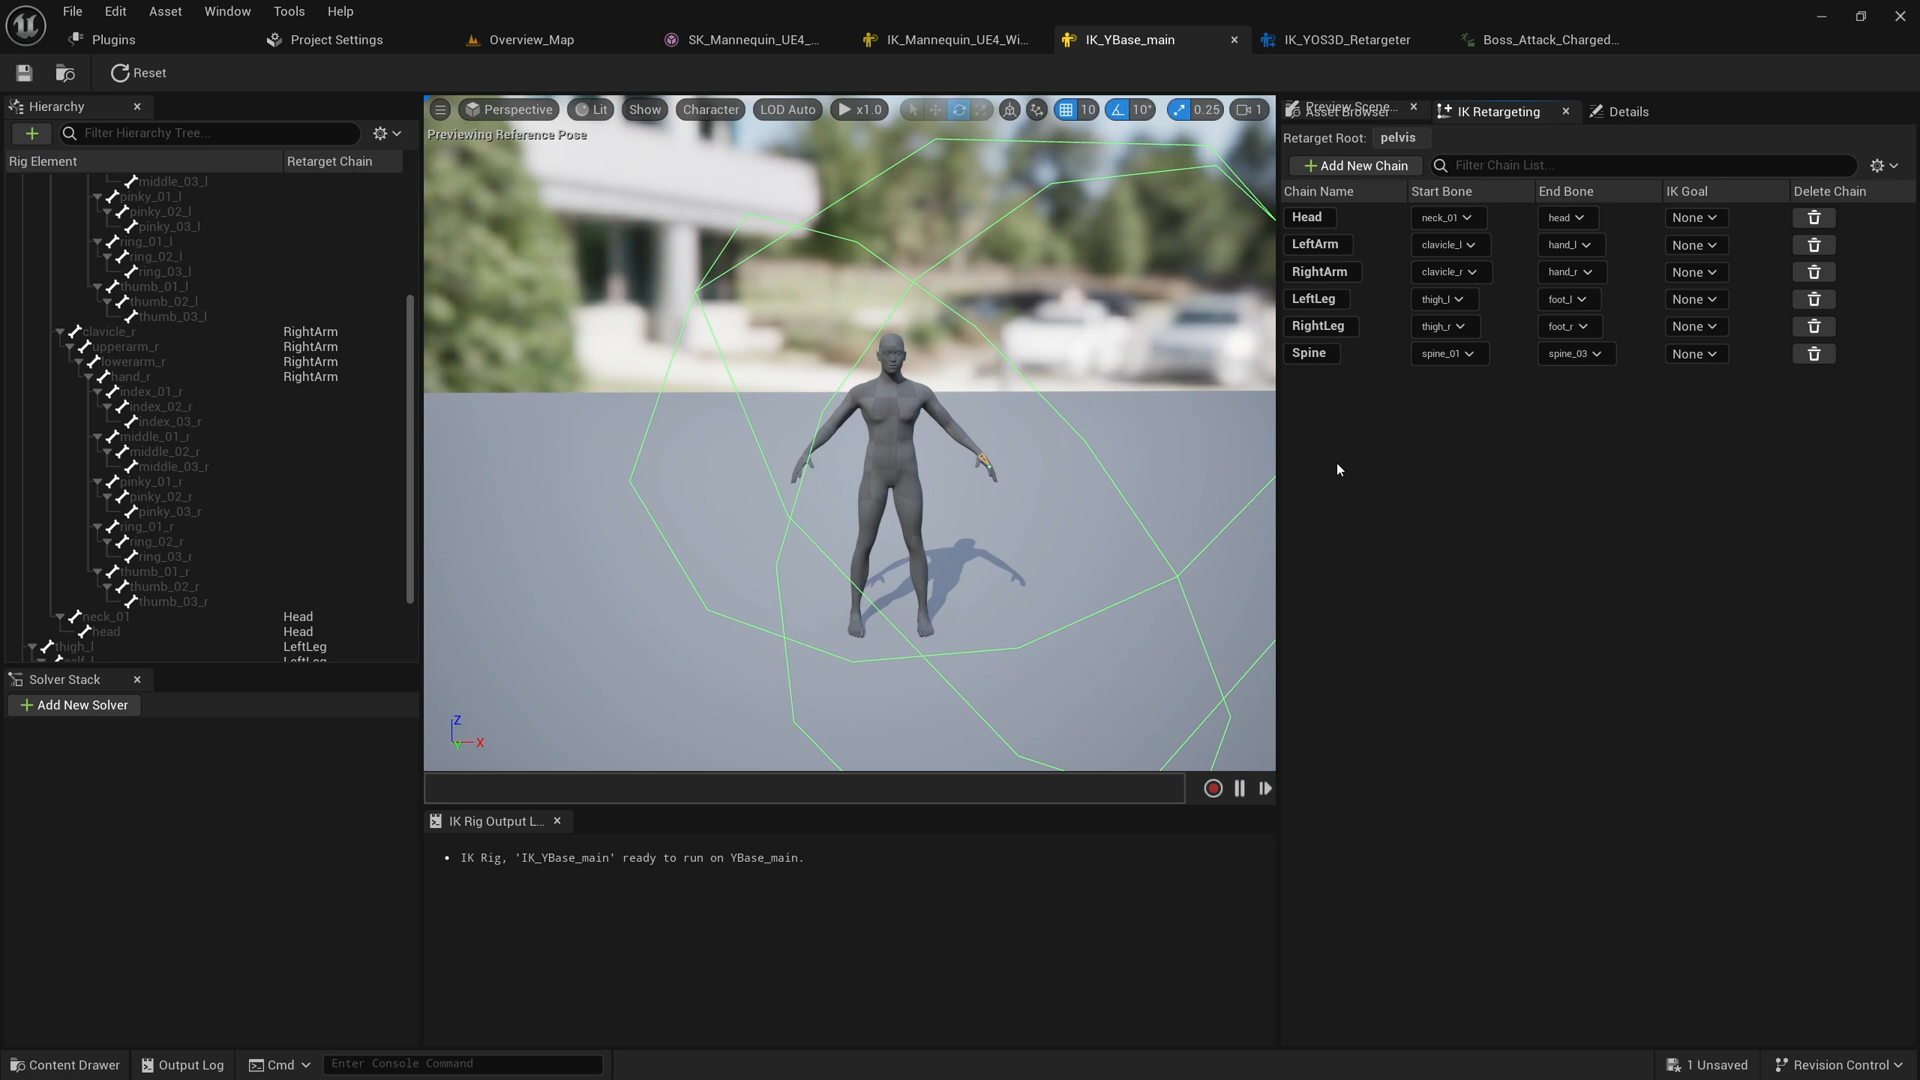 File Edit Asset Window Tools Help
Plugins Project Settings Overview_Map SK_Mannequin_UE4_... IK_Mannequin_UE4_Wi... IK_YBase_main IK_YOS3D_Retargeter Boss_Attack_Charged...
Reset
Hierarchy
Filter Hierarchy Tree...
Rig Element Retarget Chain
middle_03_l
pinky_01_l
pinky_02_l
pinky_03_l
ring_01_l
ring_02_l
ring_03_l
thumb_01_l
thumb_02_l
thumb_03_l
clavicle_r RightArm
upperarm_r RightArm
lowerarm_r RightArm
hand_r RightArm
index_01_r
index_02_r
index_03_r
middle_01_r
middle_02_r
middle_03_r
pinky_01_r
pinky_02_r
pinky_03_r
ring_01_r
ring_02_r
ring_03_r
thumb_01_r
thumb_02_r
thumb_03_r
neck_01 Head
head Head
thigh_l LeftLeg
LeftLeg
Solver Stack
Add New Solver
Perspective Lit Show Character LOD Auto x1.0 10 10° 0.25 1
Previewing Reference Pose
Z
X
IK Rig Output L...
• IK Rig, 'IK_YBase_main' ready to run on YBase_main.
Preview Scene...
Asset Browser
IK Retargeting Details
Retarget Root: pelvis
Add New Chain Filter Chain List...
Chain Name Start Bone End Bone IK Goal Delete Chain
Head neck_01 head None
LeftArm clavicle_l hand_l None
RightArm clavicle_r hand_r None
LeftLeg thigh_l foot_l None
RightLeg thigh_r foot_r None
Spine spine_01 spine_03 None
Content Drawer Output Log Cmd Enter Console Command 1 Unsaved Revision Control